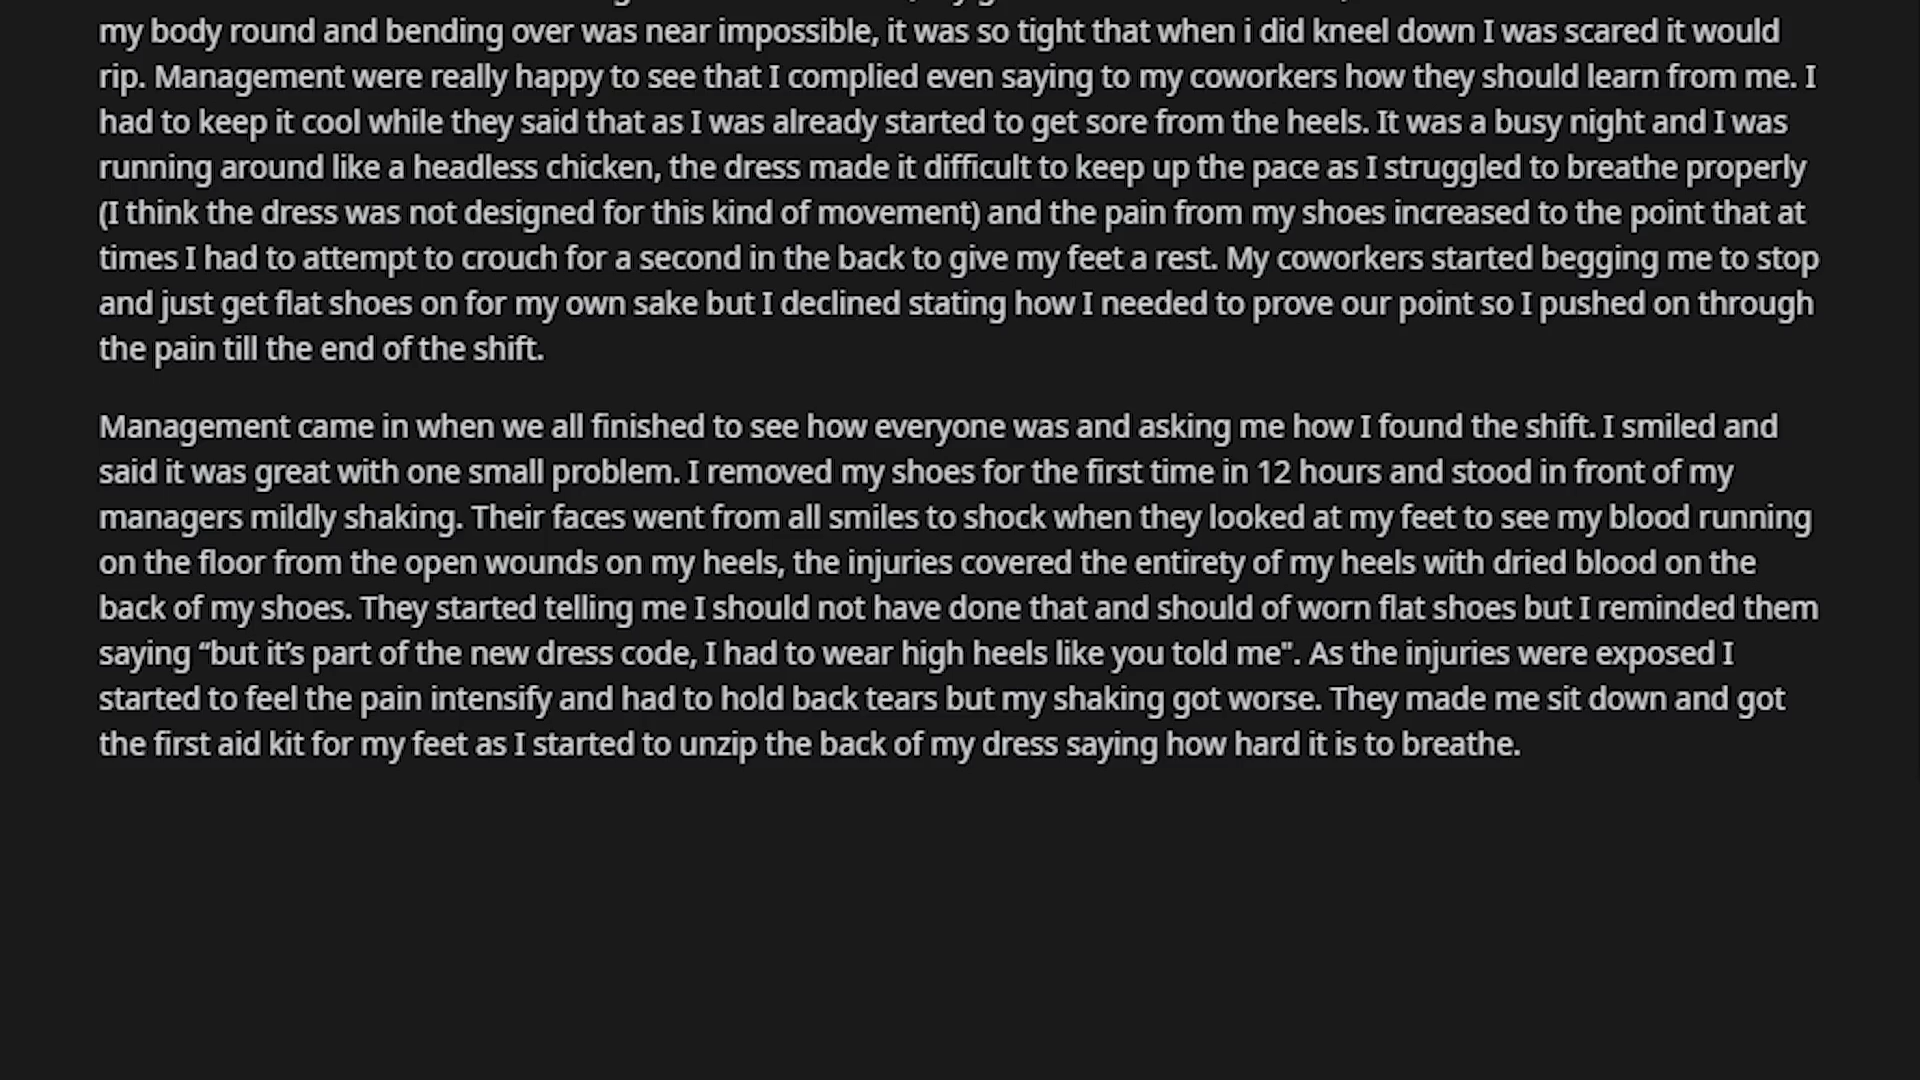 my body round and bending over was near impossible, it was so tight that when i did kneel down I was scared it would
rip. Management were really happy to see that I complied even saying to my coworkers how they should learn from me. I
had to keep it cool while they said that as I was already started to get sore from the heels. It was a busy night and I was
running around like a headless chicken, the dress made it difficult to keep up the pace as I struggled to breathe properly
(I think the dress was not designed for this kind of movement) and the pain from my shoes increased to the point that at
times I had to attempt to crouch for a second in the back to give my feet a rest. My coworkers started begging me to stop
and just get flat shoes on for my own sake but I declined stating how I needed to prove our point so I pushed on through
the pain till the end of the shift.
Management came in when we all finished to see how everyone was and asking me how I found the shift. I smiled and
said it was great with one small problem. I removed my shoes for the first time in 12 hours and stood in front of my
managers mildly shaking. Their faces went from all smiles to shock when they looked at my feet to see my blood running
on the floor from the open wounds on my heels, the injuries covered the entirety of my heels with dried blood on the
back of my shoes. They started telling me I should not have done that and should of worn flat shoes but I reminded them
saying “but it’s part of the new dress code, I had to wear high heels like you told me". As the injuries were exposed I
started to feel the pain intensify and had to hold back tears but my shaking got worse. They made me sit down and got
the first aid kit for my feet as I started to unzip the back of my dress saying how hard it is to breathe.